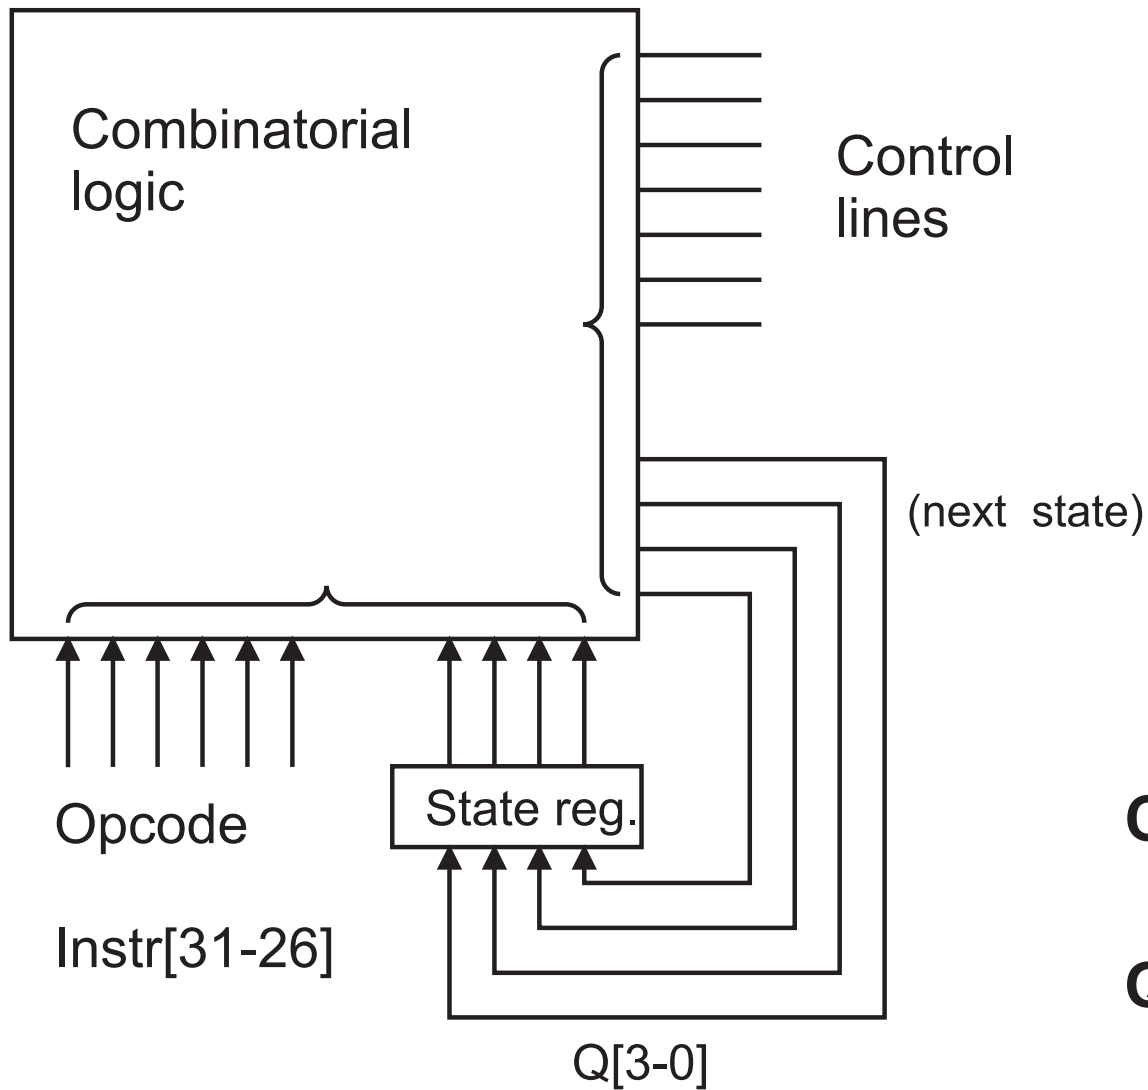 Combinatorial
logic
Control
lines
(next state)
Opcode
State reg.
Instr[31-26]
Q[3-0]